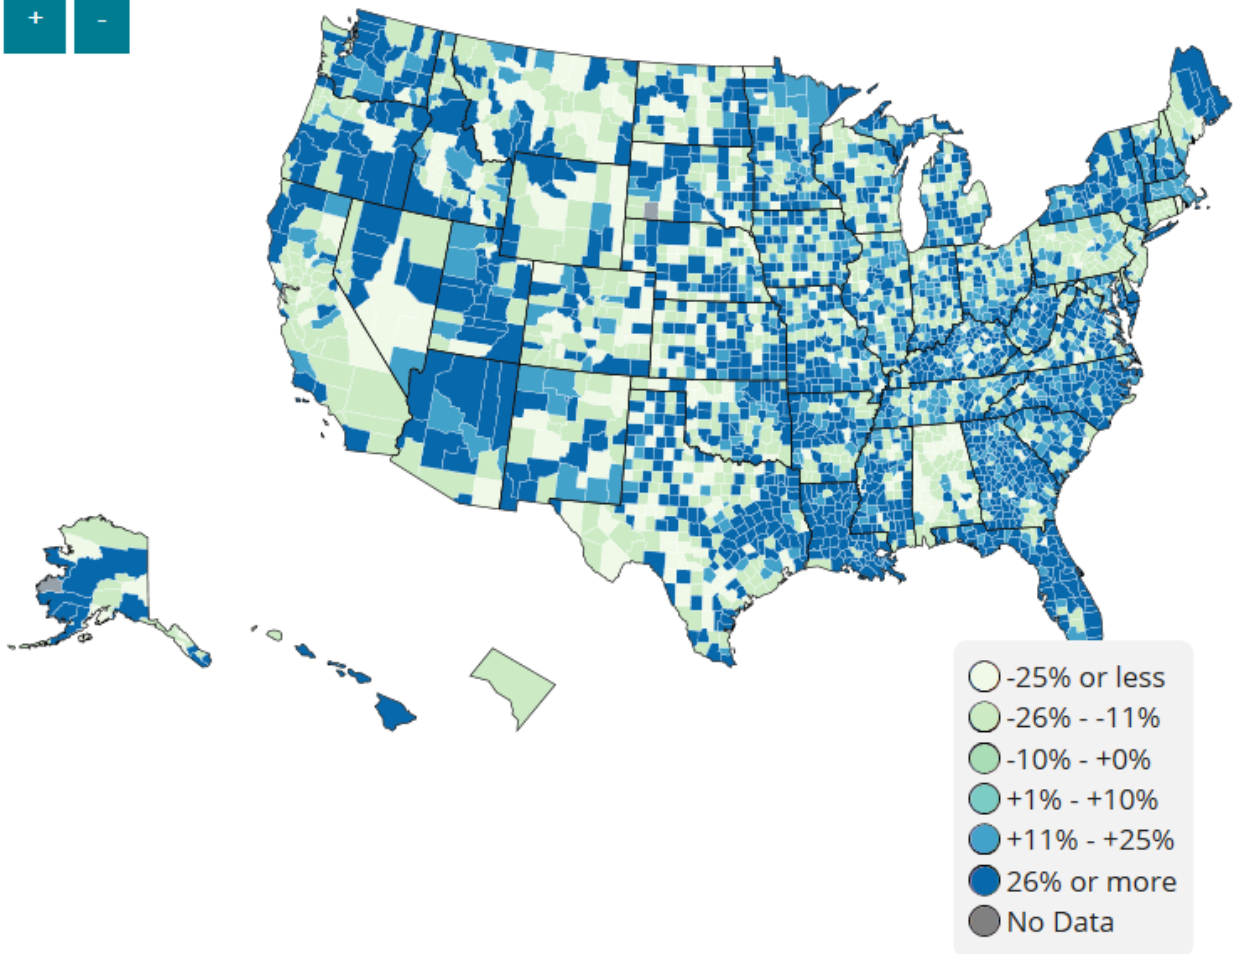 + -
-25% or less
-26% - -11%
-10% - +0%
+1% - +10%
+11% - +25%
26% or more
No Data